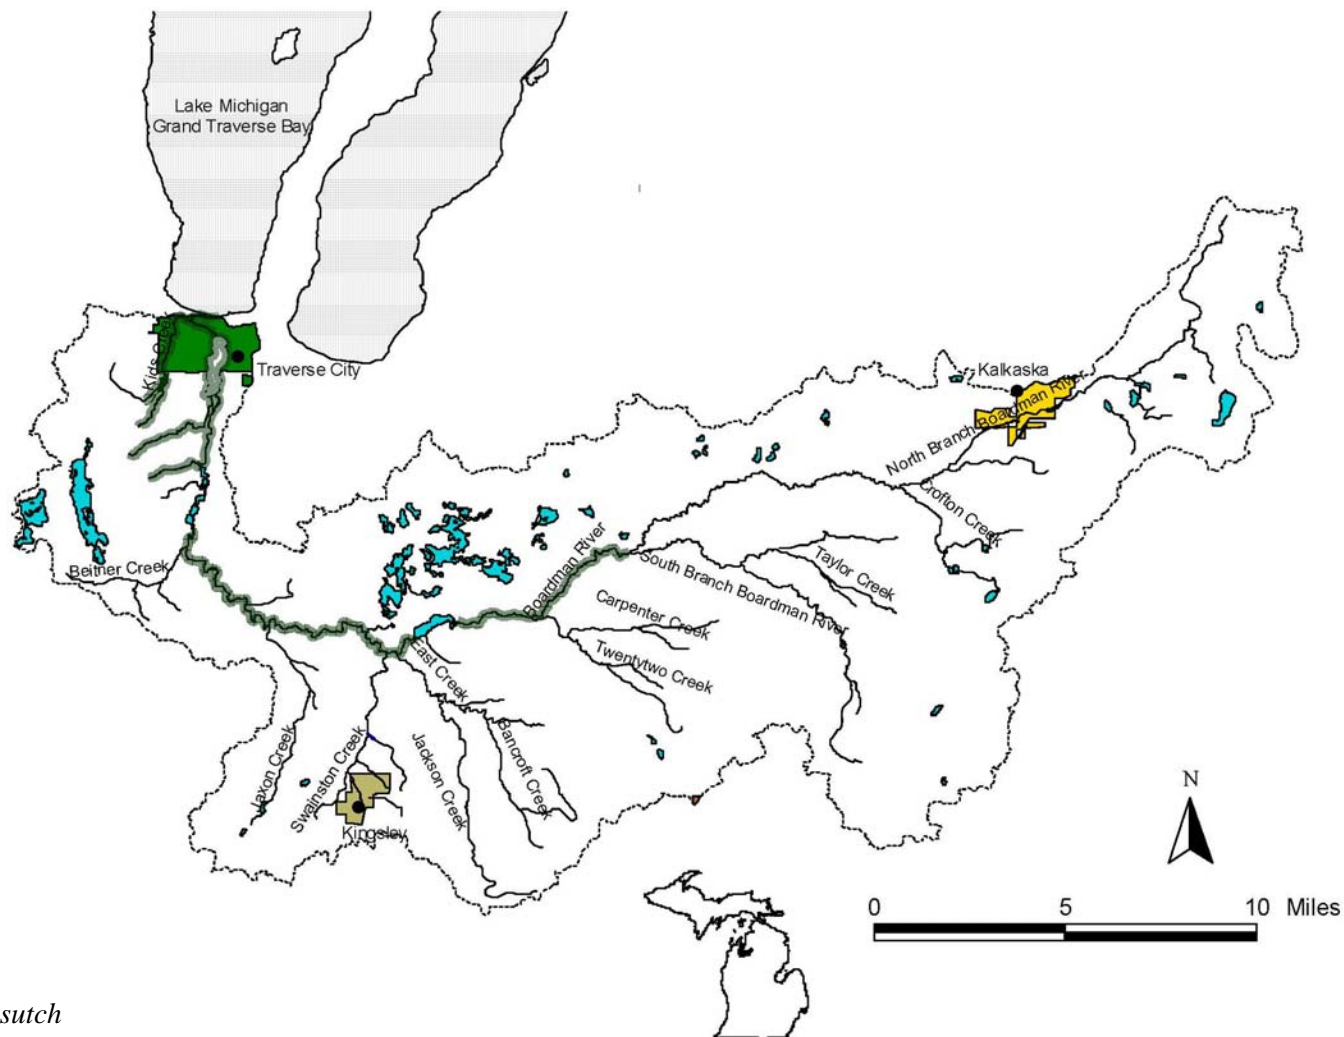 Lake Michigan
Grand Traverse Bay
Traverse City
Kalkaska
North Branch Boardman River
Crofton Creek
Beitner Creek
Boardman River
South Branch Boardman River
Taylor Creek
Carpenter Creek
Twentytwo Creek
East Creek
Bancroft Creek
Jackson Creek
Jaxon Creek
Swainston Creek
Kingsley
N
0 5 10 Miles
sutch